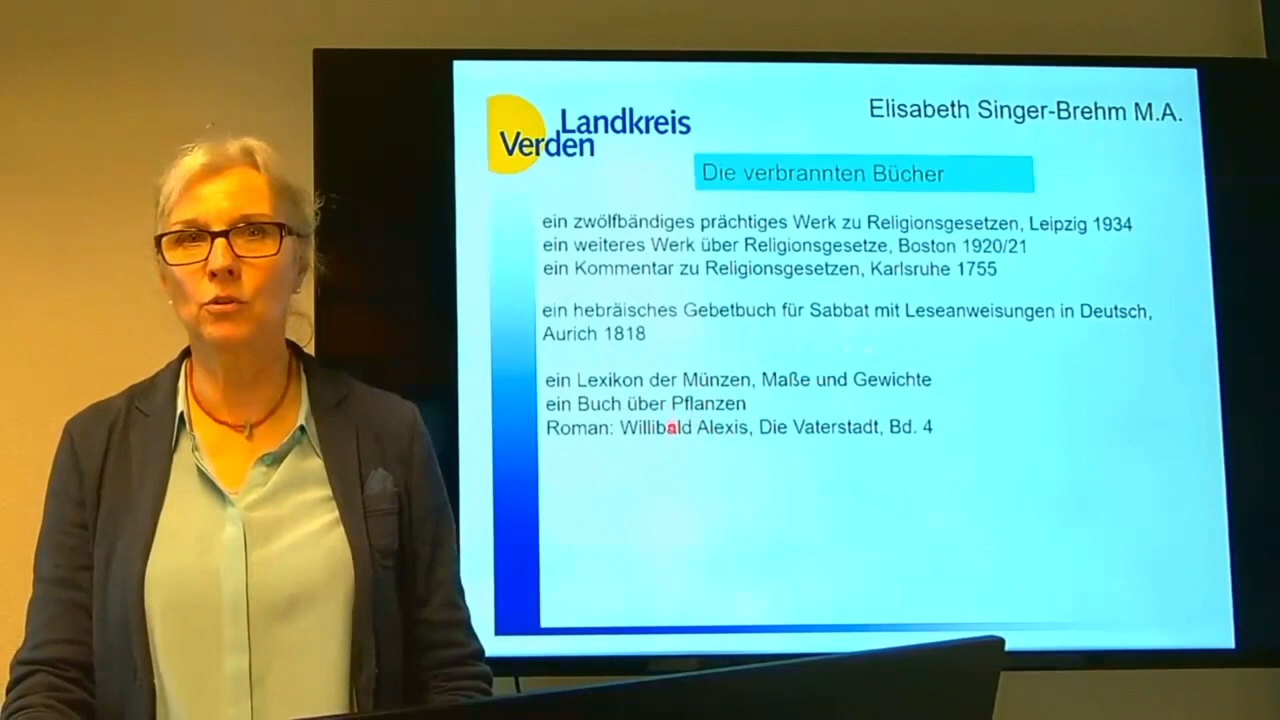 Landkreis
Verden
Elisabeth Singer-Brehm M.A.
Die verbrannten Bücher
ein zwölfbändiges prächtiges Werk zu Religionsgesetzen, Leipzig 1934
ein weiteres Werk über Religionsgesetze, Boston 1920/21
ein Kommentar zu Religionsgesetzen, Karlsruhe 1755
ein hebräisches Gebetbuch für Sabbat mit Leseanweisungen in Deutsch,
Aurich 1818
ein Lexikon der Münzen, Maße und Gewichte
ein Buch über Pflanzen
Roman: Willibald Alexis, Die Vaterstadt, Bd. 4